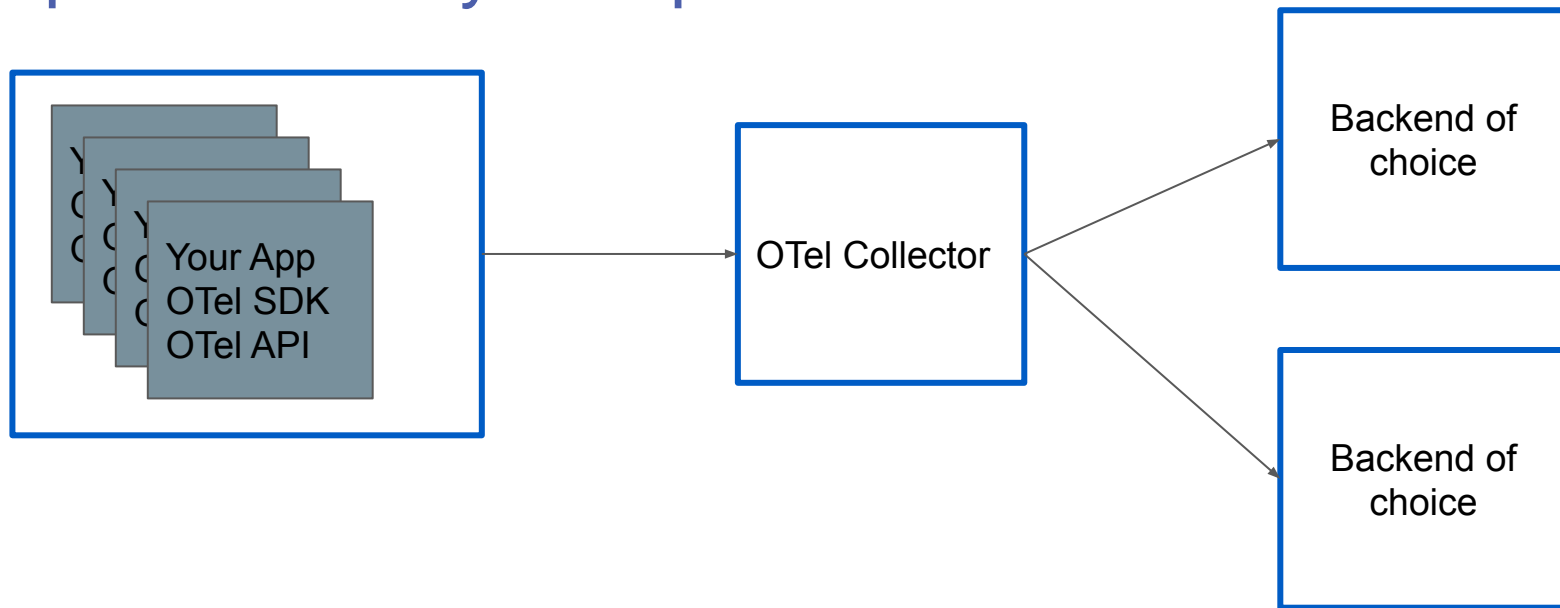 Your App
OTel SDK
OTel API
OTel Collector
Backend of
choice
Backend of
choice